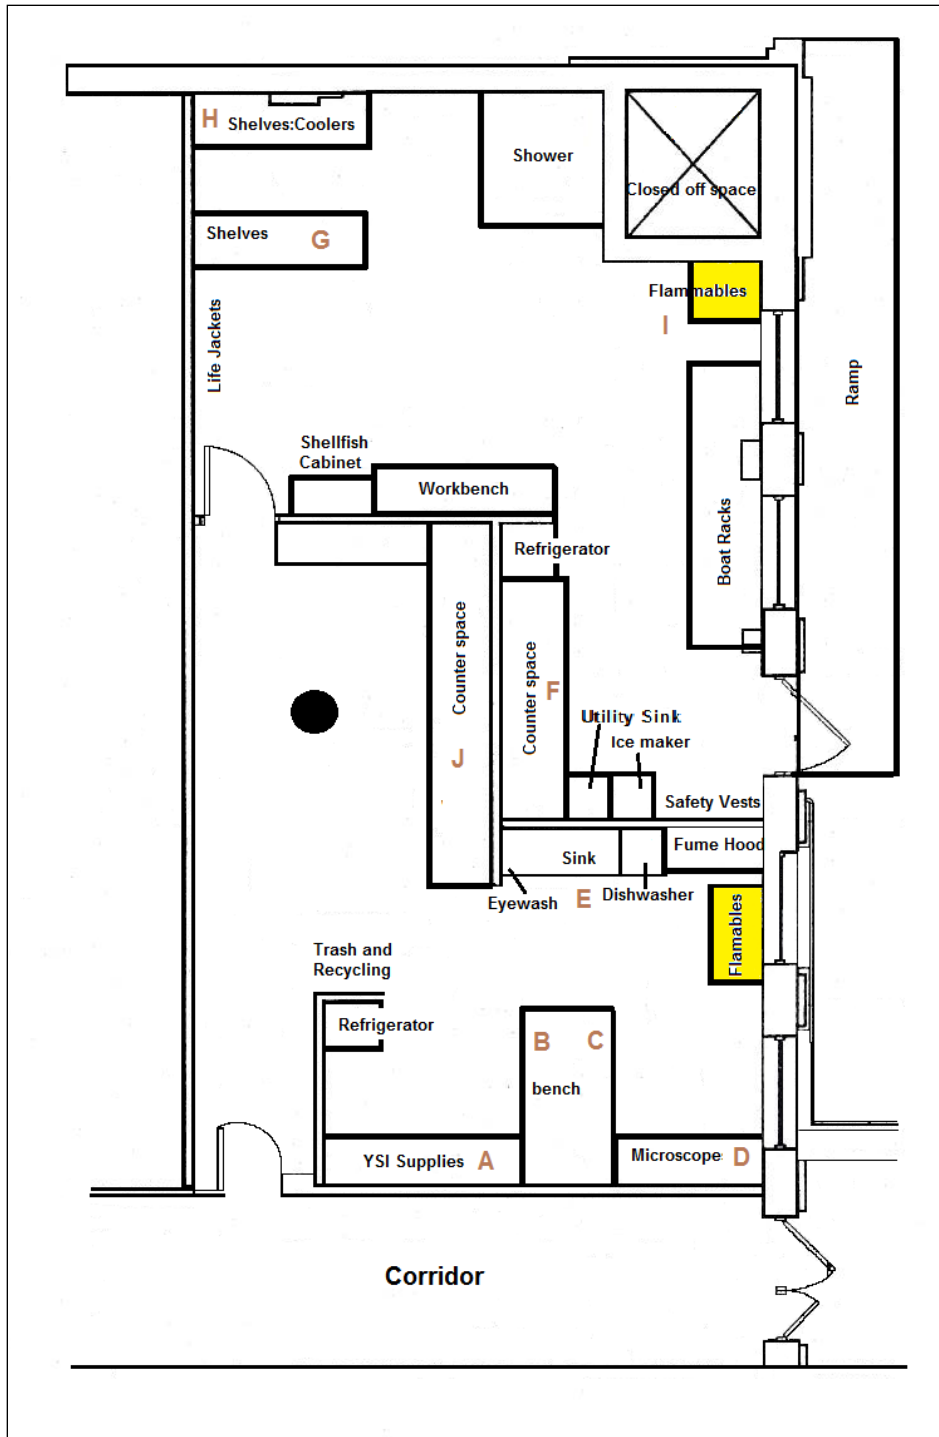 H
Shelves:Coolers
Shower
Closed off space
Shelves
G
Flammables
I
Life Jackets
Ramp
Shellfish
Cabinet
Workbench
Boat Racks
Refrigerator
Counter space
J
Counter space
F
Utility Sink
Ice maker
Safety Vests
Sink
Fume Hood
Eyewash
E
Dishwasher
Flamables
Trash and
Recycling
Refrigerator
B
C
bench
YSI Supplies
A
Microscope
D
Corridor